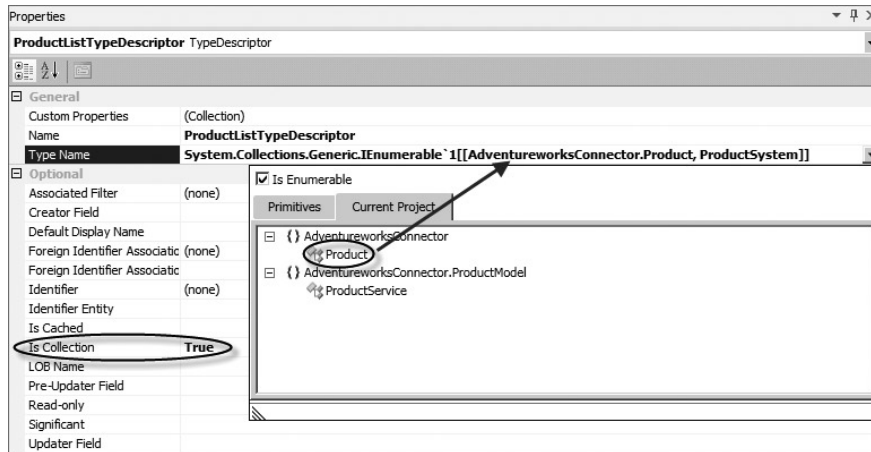 Properties
ProductListTypeDescriptor TypeDescriptor
General
Custom Properties (Collection)
Name ProductListTypeDescriptor
Type Name System.Collections.Generic.IEnumerable`1[[AdventureworksConnector.Product, ProductSystem]]
Optional
Is Enumerable
Associated Filter (none)
Primitives Current Project
Creator Field
Default Display Name
{} AdventureworksConnector
Foreign Identifier Associatic (none)
Product
Foreign Identifier Associatic
{} AdventureworksConnector.ProductModel
Identifier (none)
ProductService
Identifier Entity
Is Cached
Is Collection True
LOB Name
Pre-Updater Field
Read-only
Significant
Updater Field